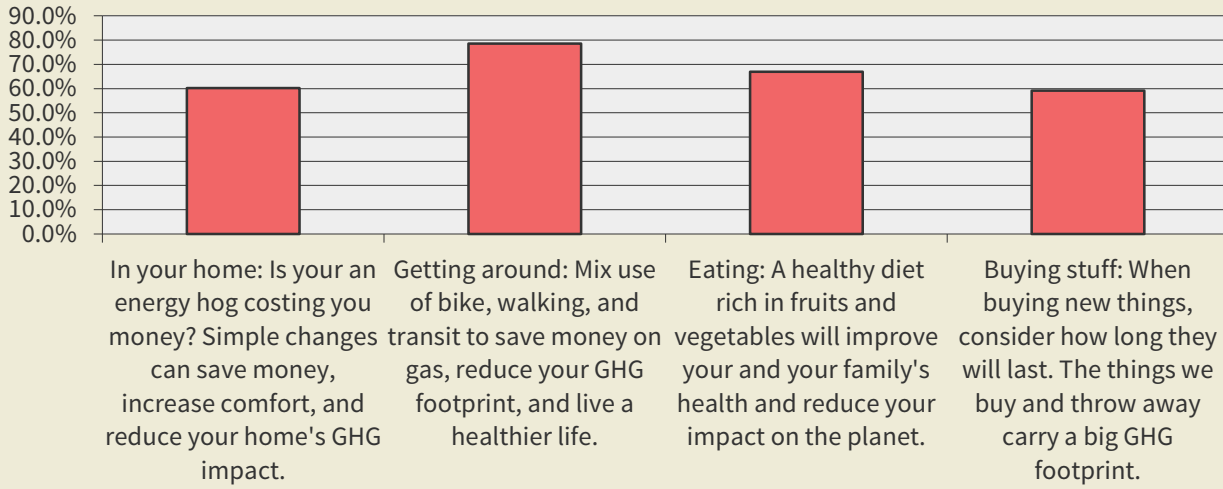 90.0%
80.0%
70.0%
60.0%
50.0%
40.0%
30.0%
20.0%
10.0%
0.0%
In your home: Is your an
energy hog costing you
money? Simple changes
can save money,
increase comfort, and
reduce your home's GHG
impact.
Getting around: Mix use
of bike, walking, and
transit to save money on
gas, reduce your GHG
footprint, and live a
healthier life.
Eating: A healthy diet
rich in fruits and
vegetables will improve
your and your family's
health and reduce your
impact on the planet.
Buying stuff: When
buying new things,
consider how long they
will last. The things we
buy and throw away
carry a big GHG
footprint.